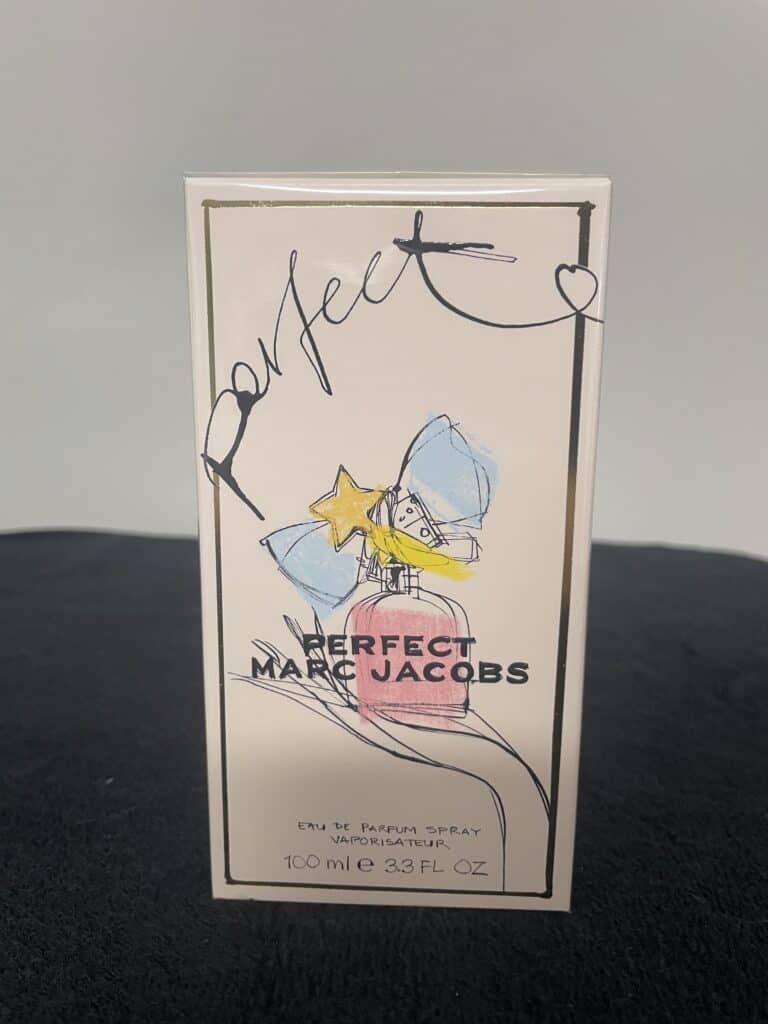 Perfect
PERFECT
MARC JACOBS
EAU DE PARFUM SPRAY
VAPORISATEUR
100 ml e 3.3 FL OZ